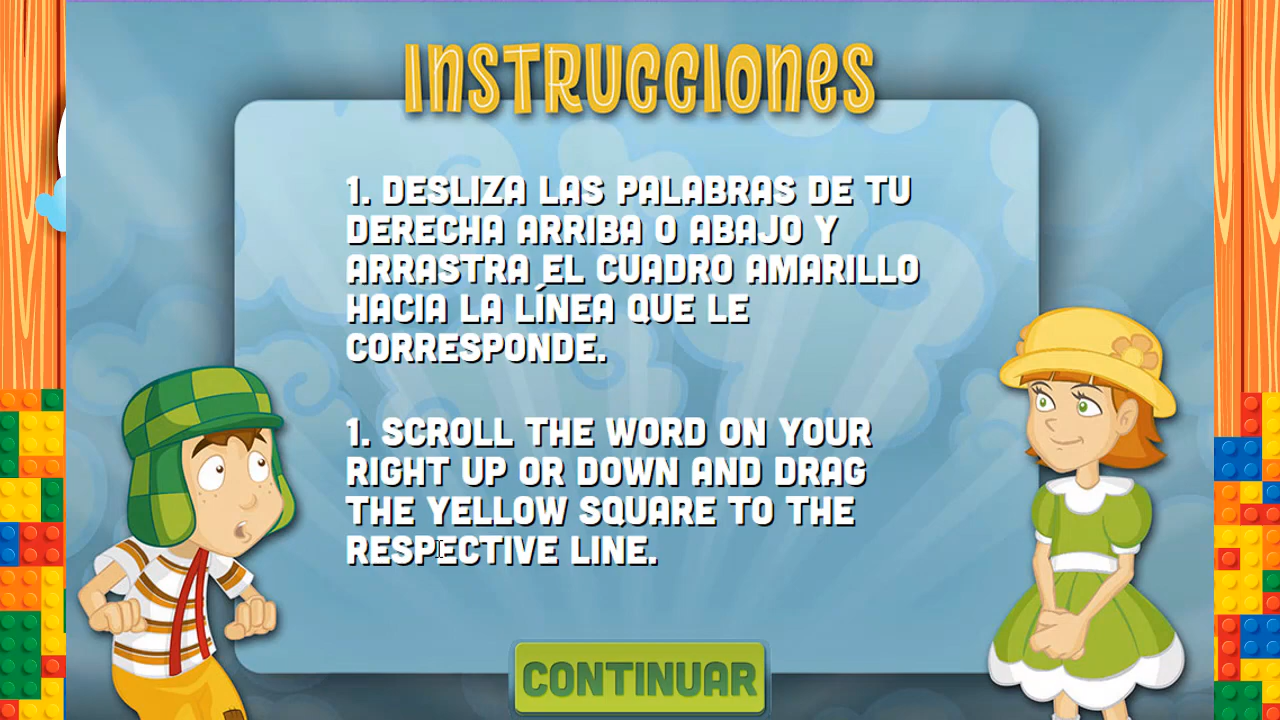 INSTRUCCIONES
1. DESLIZA LAS PALABRAS DE TU
DERECHA ARRIBA O ABAJO Y
ARRASTRA EL CUADRO AMARILLO
HACIA LA LÍNEA QUE LE
CORRESPONDE.
1. SCROLL THE WORD ON YOUR
RIGHT UP OR DOWN AND DRAG
THE YELLOW SQUARE TO THE
RESPECTIVE LINE.
CONTINUAR